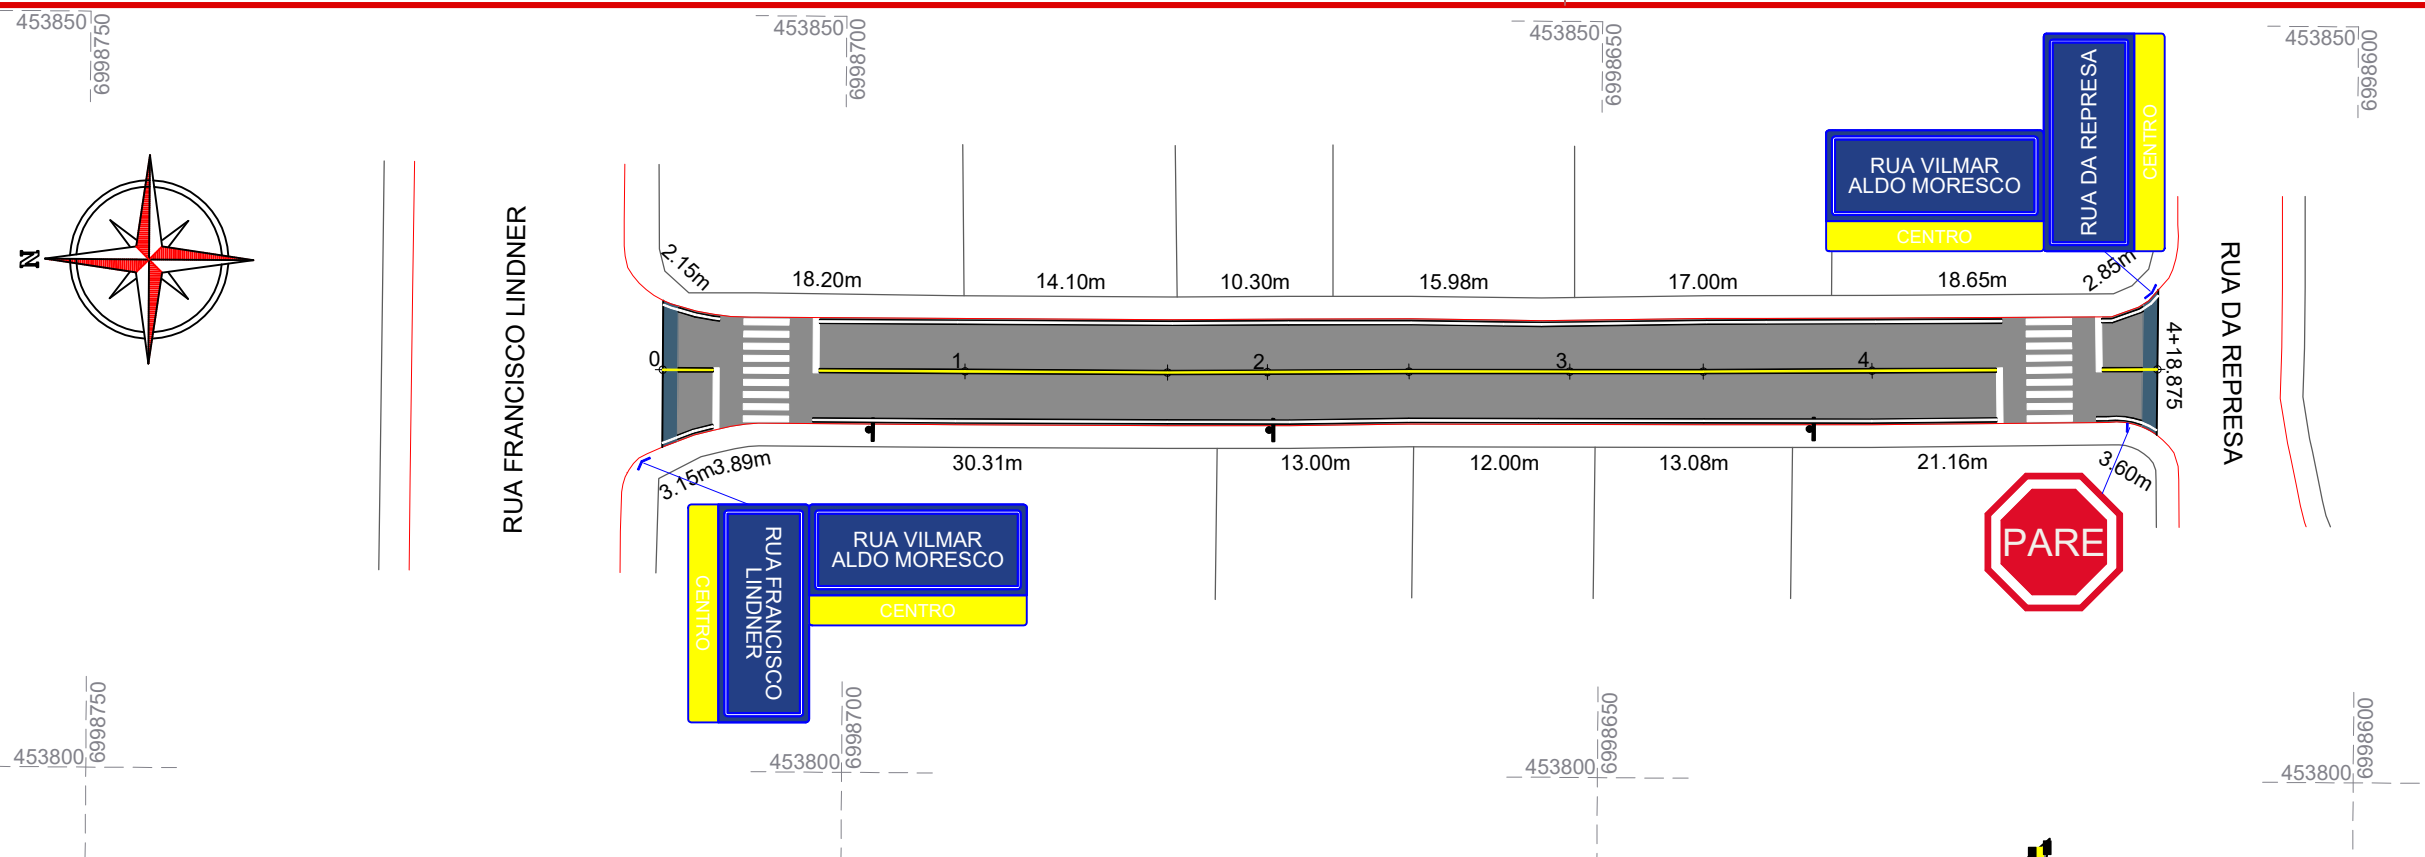 453850
6998750
453850
6998700
453850
6998650
453850
6998600
N
RUA FRANCISCO LINDNER
RUA VILMAR
ALDO MORESCO
CENTRO
RUA DA REPRESA
CENTRO
2.15m
18.20m
14.10m
10.30m
15.98m
17.00m
18.65m
2.85m
0
1
2
3
4
4+18.875
RUA DA REPRESA
3.15m
3.89m
30.31m
13.00m
12.00m
13.08m
21.16m
3.60m
CENTRO
RUA FRANCISCO
LINDNER
RUA VILMAR
ALDO MORESCO
CENTRO
PARE
453800
6998750
453800
6998700
453800
6998650
453800
6998600